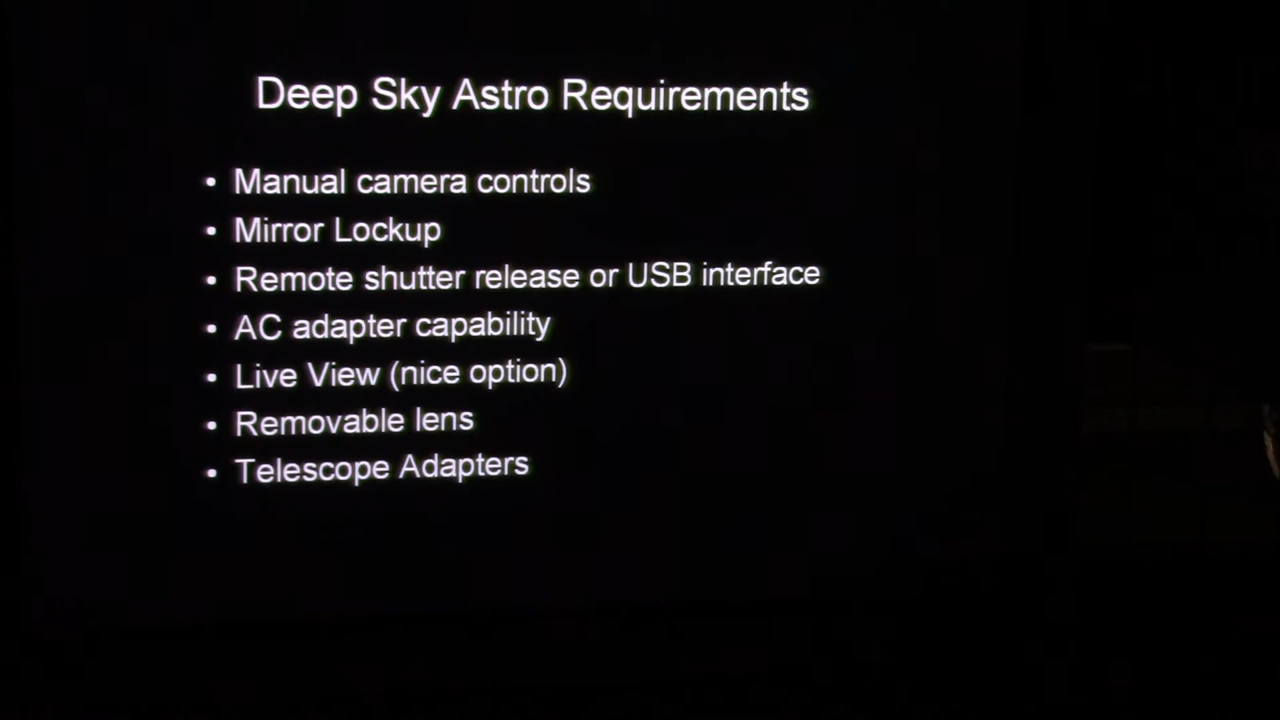 Deep Sky Astro Requirements
• Manual camera controls
• Mirror Lockup
• Remote shutter release or USB interface
• AC adapter capability
• Live View (nice option)
• Removable lens
• Telescope Adapters